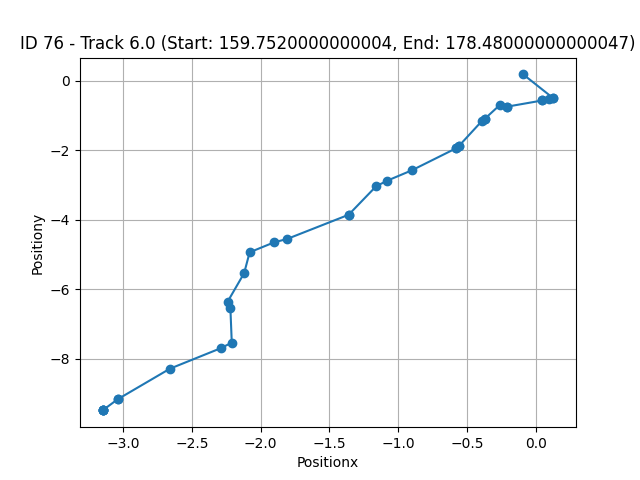 ID 76 - Track 6.0 (Start: 159.7520000000004, End: 178.48000000000047)
0
−2
−4
−6
−8
Positiony
−3.0 −2.5 −2.0 −1.5 −1.0 −0.5 0.0
Positionx